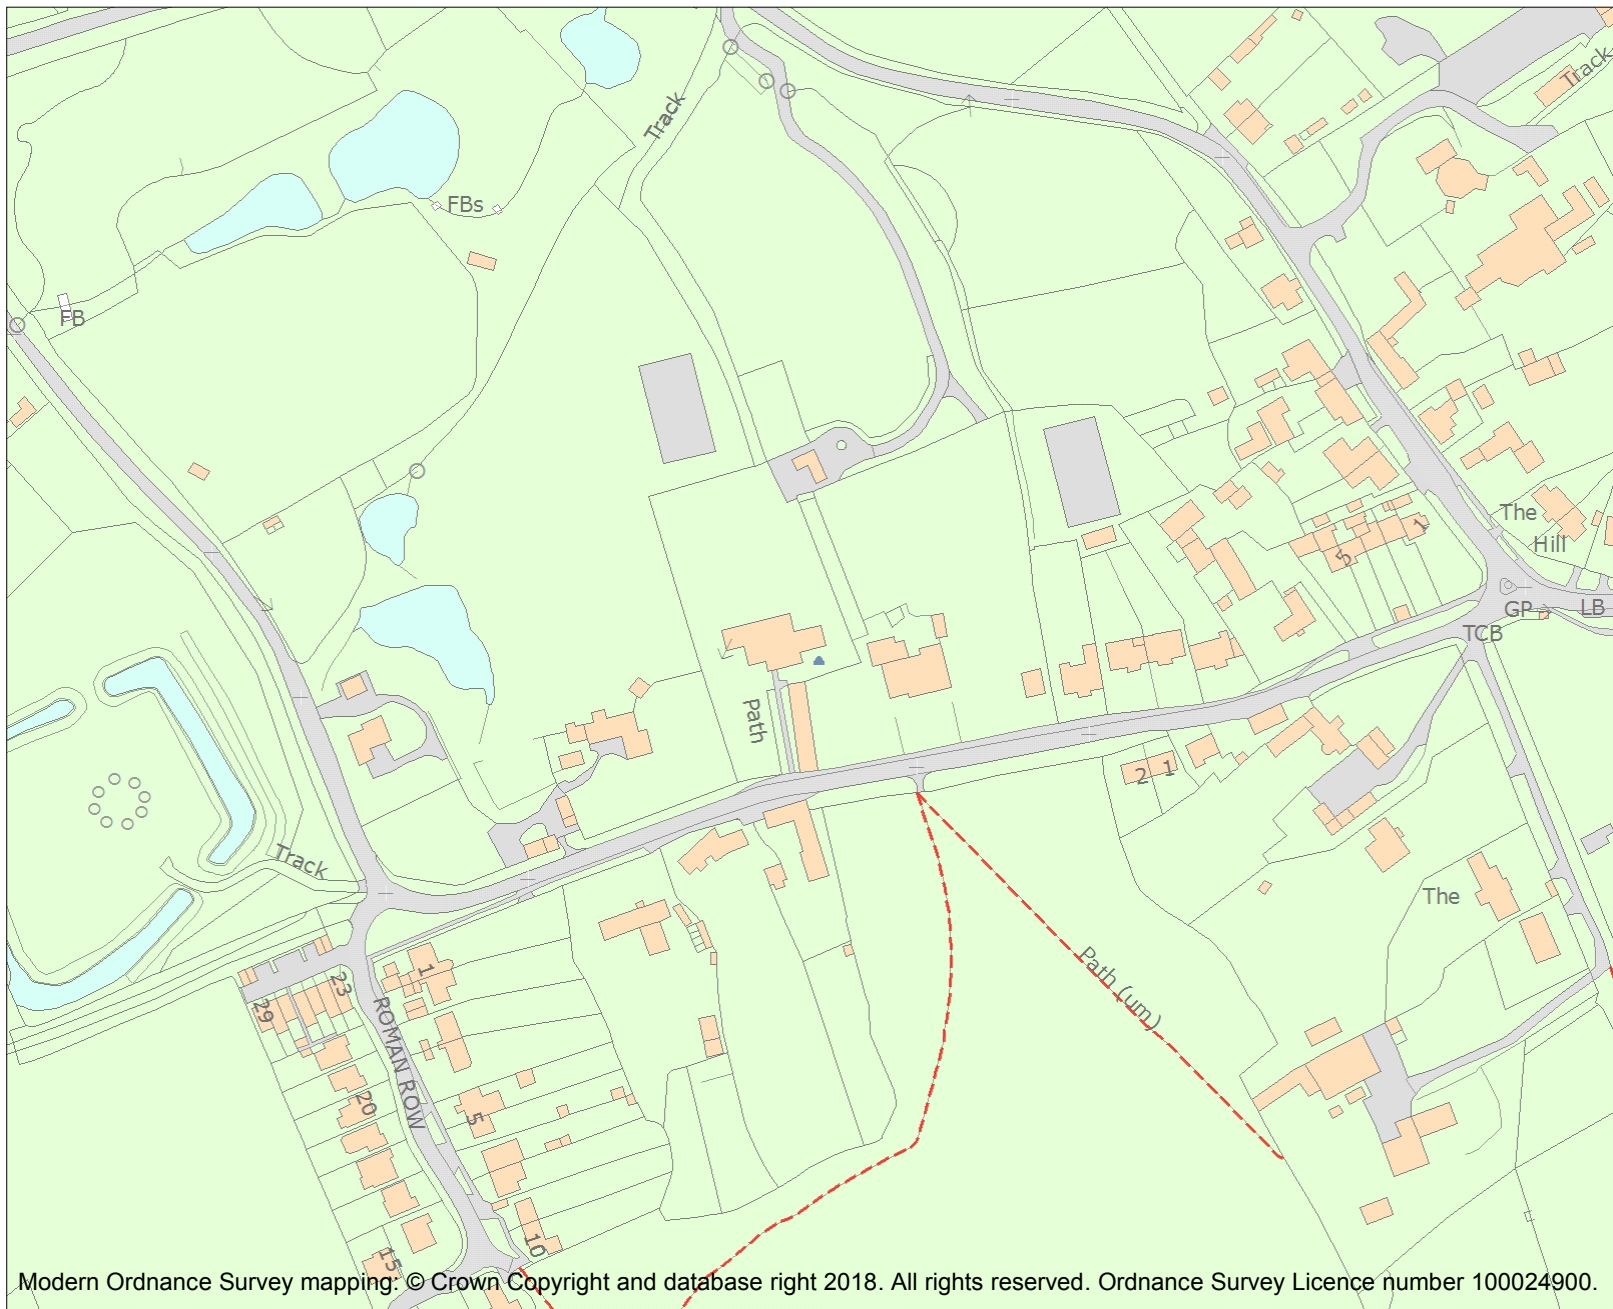 Track
Track
FBs
FB
The
Hill
1
5
GP
LB
TCB
Path
2
1
Track
The
1
23
29
ROMAN ROW
Path (um)
20
5
10
15
Modern Ordnance Survey mapping: © Crown Copyright and database right 2018. All rights reserved. Ordnance Survey Licence number 100024900.